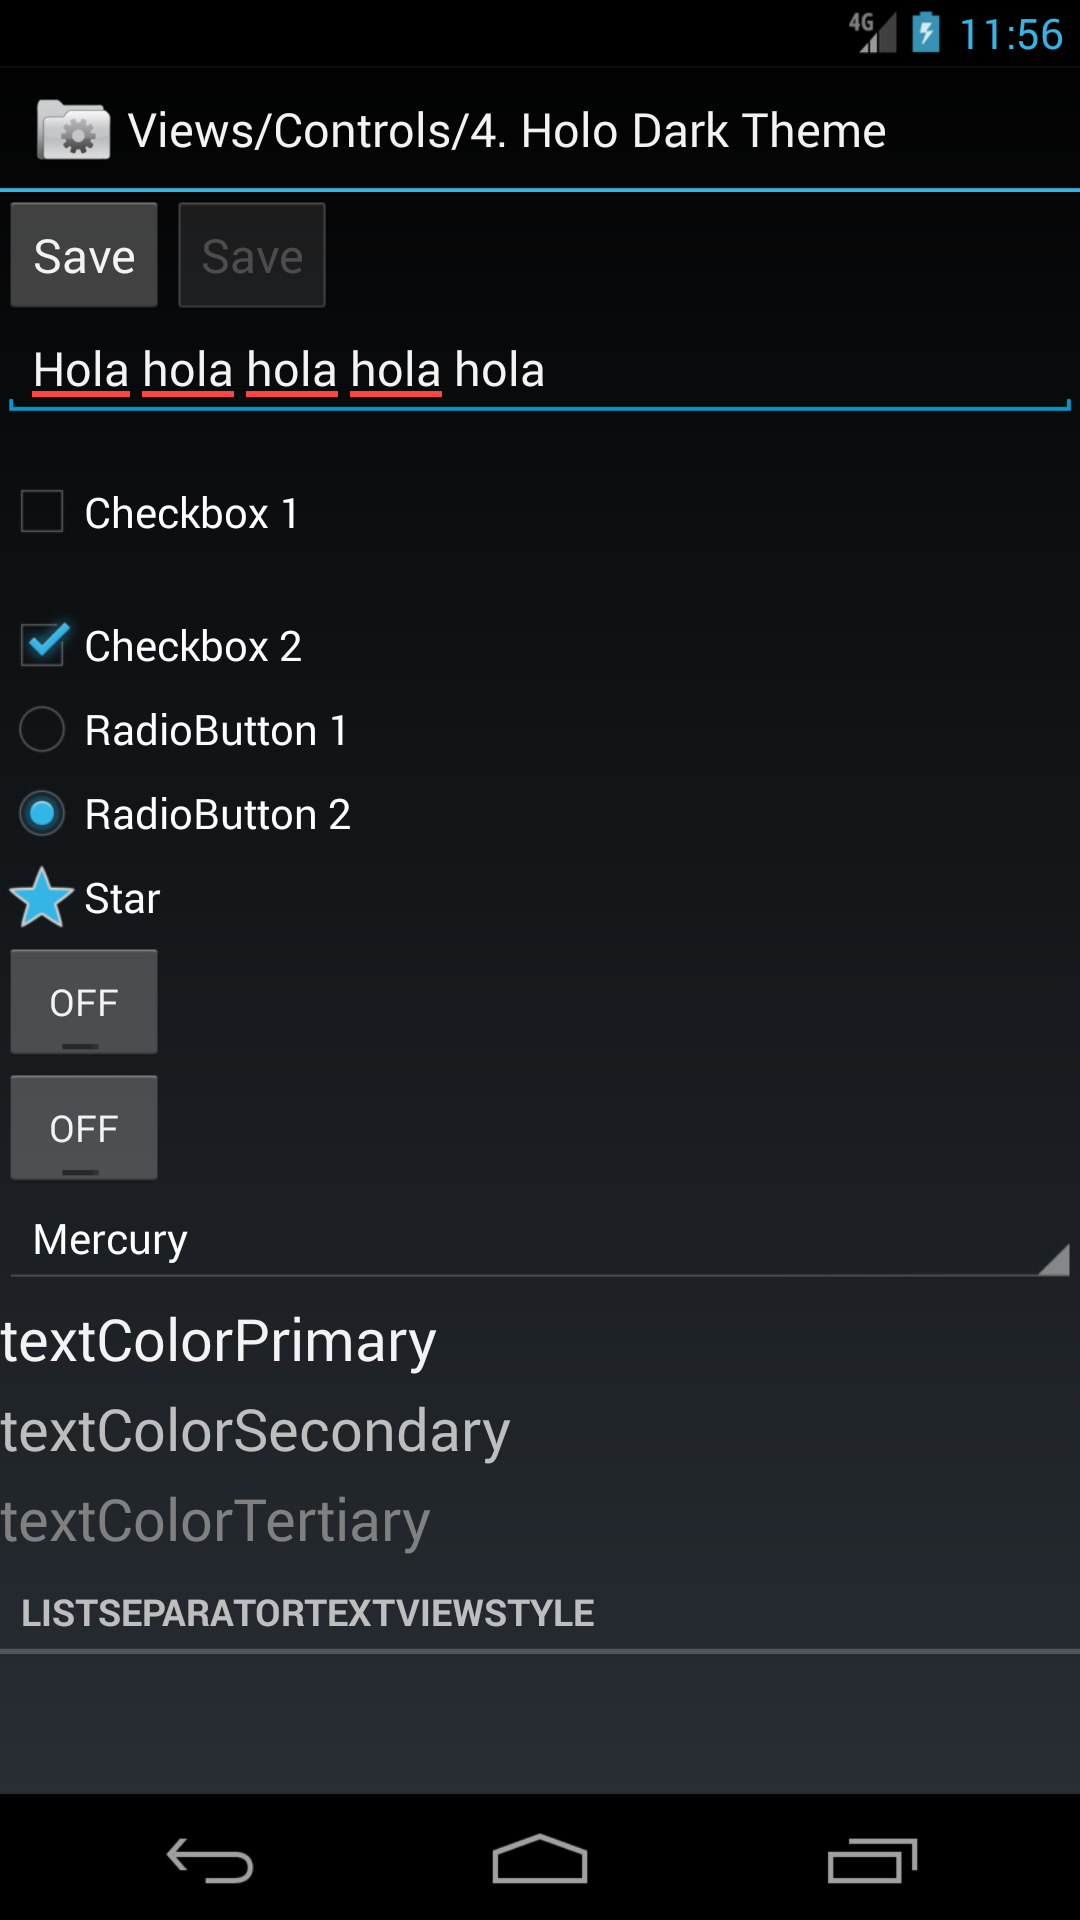 4G 11:56
Views/Controls/4. Holo Dark Theme
Save Save
Hola hola hola hola hola
Checkbox 1
Checkbox 2
RadioButton 1
RadioButton 2
Star
OFF
OFF
Mercury
textColorPrimary
textColorSecondary
textColorTertiary
LISTSEPARATORTEXTVIEWSTYLE